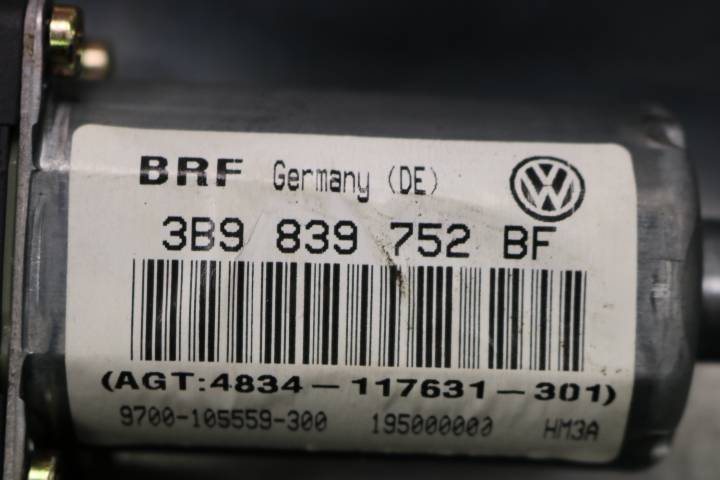 BRF Germany (DE)
3B9 839 752 BF
(AGT:4834-117631-301)
9700-105559-300 195000000 HM3A